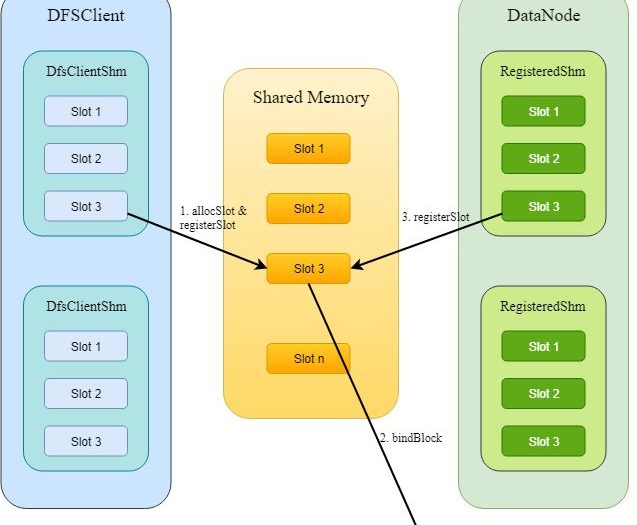 DFSClient
DfsClientShm
Slot 1
Slot 2
Slot 3
DfsClientShm
Slot 1
Slot 2
Slot 3
1. allocSlot &
registerSlot
Shared Memory
Slot 1
Slot 2
Slot 3
Slot n
2. bindBlock
3. registerSlot
DataNode
RegisteredShm
Slot 1
Slot 2
Slot 3
RegisteredShm
Slot 1
Slot 2
Slot 3